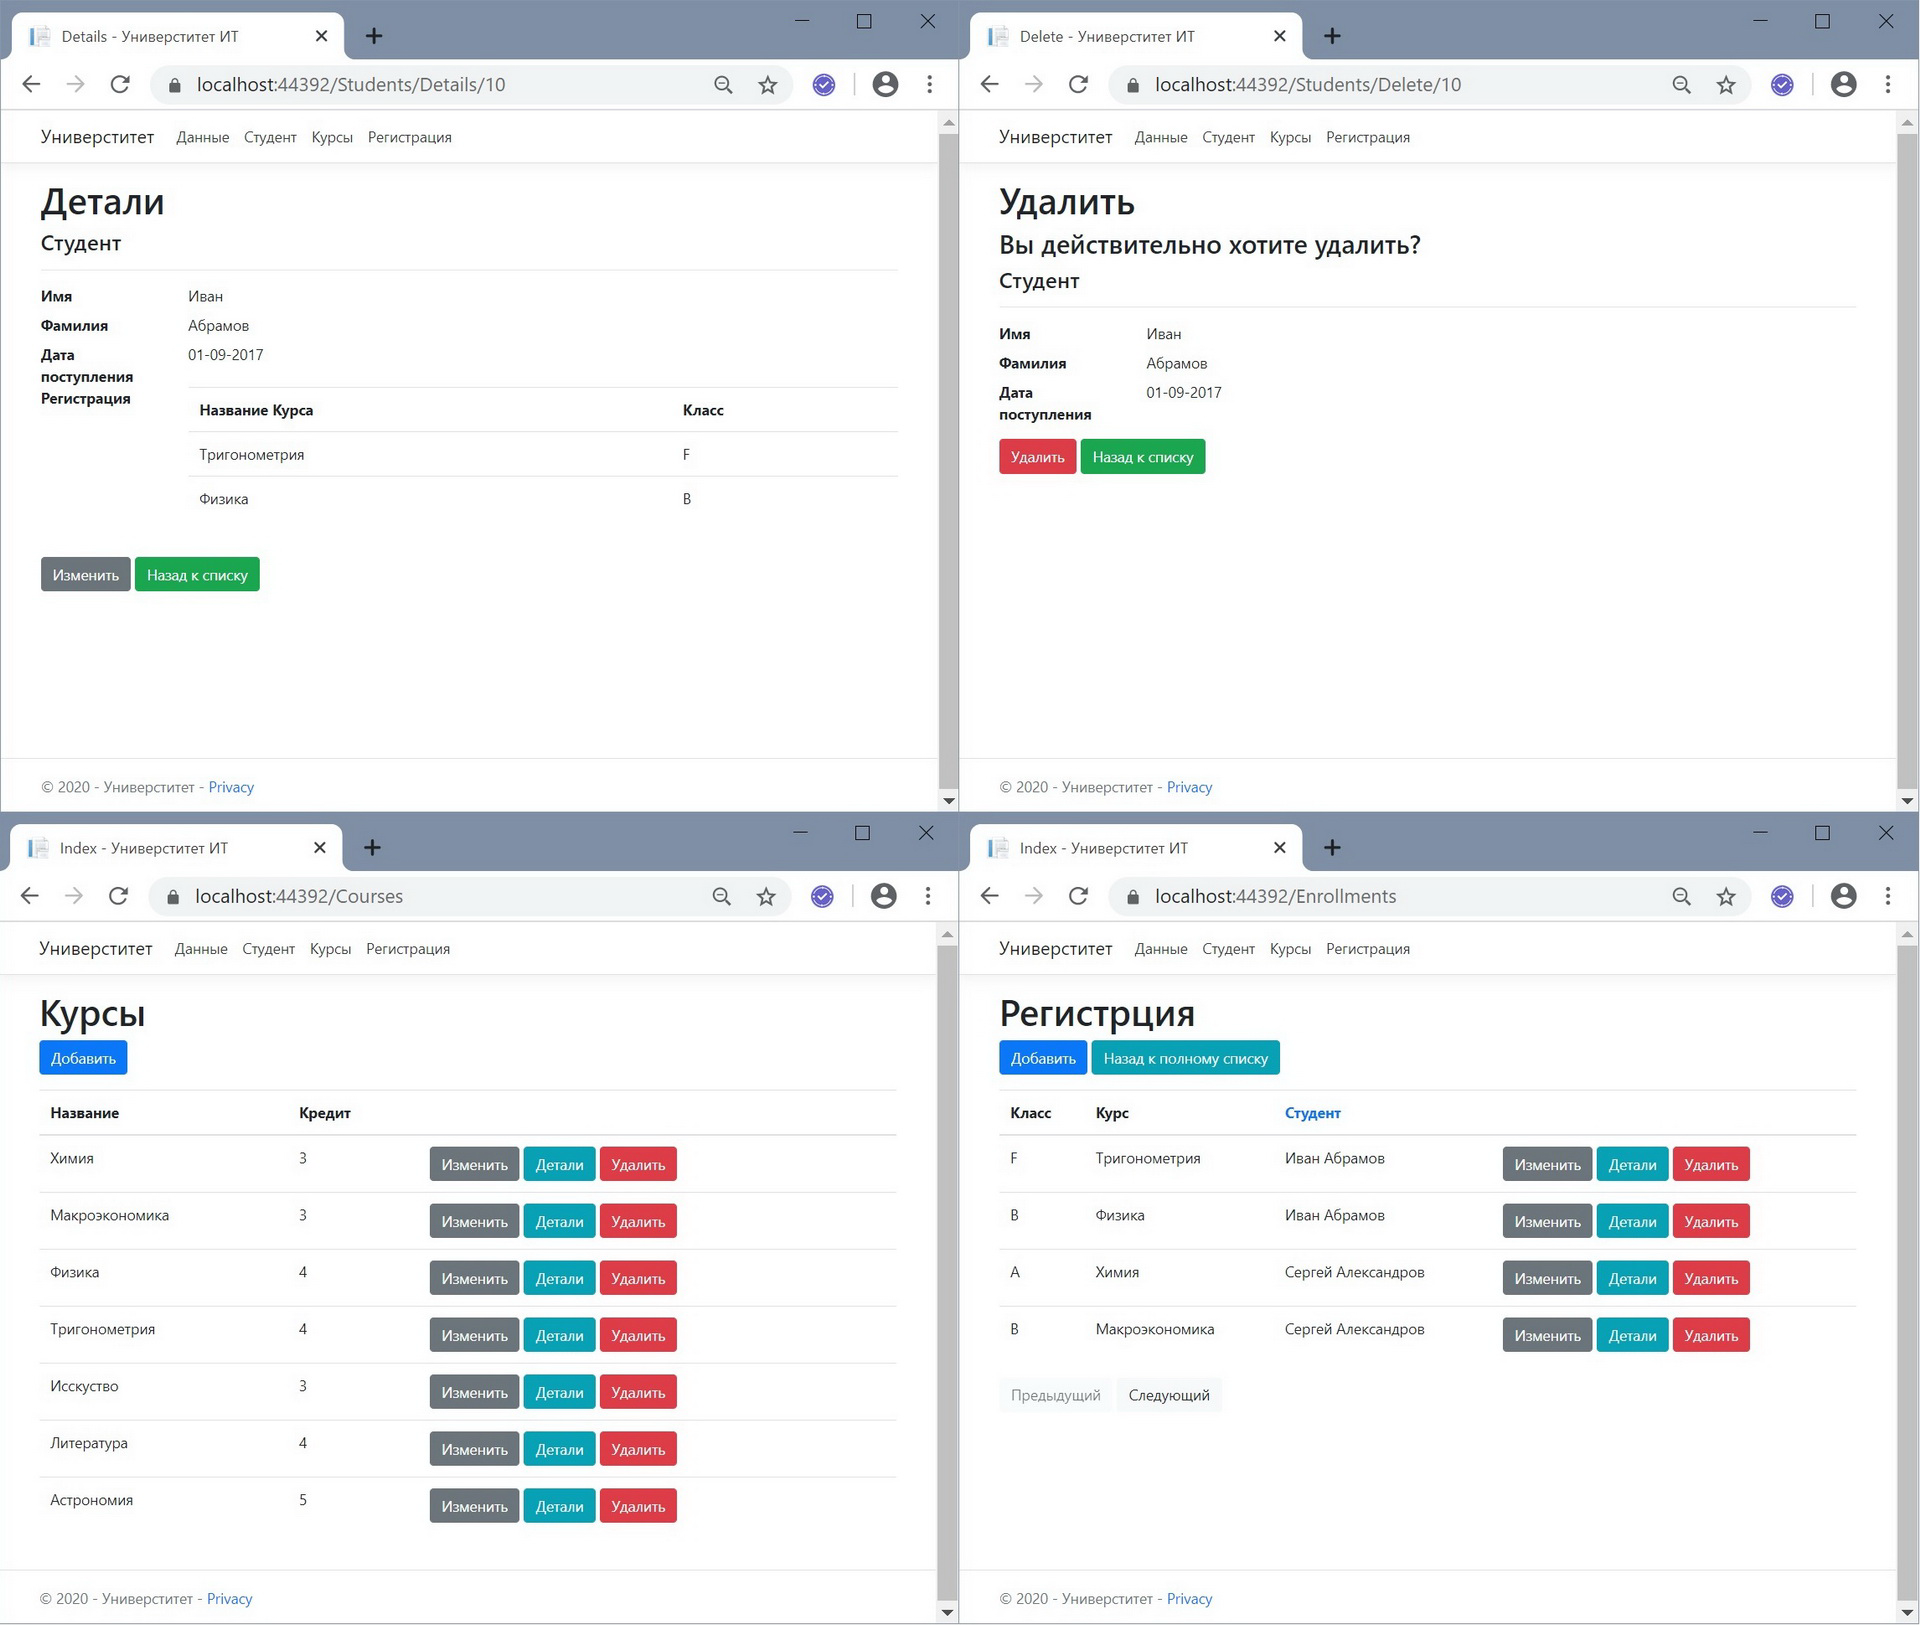 Details - Универститет ИТ
localhost:44392/Students/Details/10
Универститет Данные Студент Курсы Регистрация
Детали
Студент
Имя Иван
Фамилия Абрамов
Дата поступления 01-09-2017
Регистрация
Название Курса Класс
Тригонометрия F
Физика B
Изменить Назад к списку
© 2020 - Универститет - Privacy
Delete - Универститет ИТ
localhost:44392/Students/Delete/10
Универститет Данные Студент Курсы Регистрация
Удалить
Вы действительно хотите удалить?
Студент
Имя Иван
Фамилия Абрамов
Дата поступления 01-09-2017
Удалить Назад к списку
© 2020 - Универститет - Privacy
Index - Универститет ИТ
localhost:44392/Courses
Универститет Данные Студент Курсы Регистрация
Курсы
Добавить
Название Кредит
Химия 3 Изменить Детали Удалить
Макроэкономика 3 Изменить Детали Удалить
Физика 4 Изменить Детали Удалить
Тригонометрия 4 Изменить Детали Удалить
Исскуство 3 Изменить Детали Удалить
Литература 4 Изменить Детали Удалить
Астрономия 5 Изменить Детали Удалить
© 2020 - Универститет - Privacy
Index - Универститет ИТ
localhost:44392/Enrollments
Универститет Данные Студент Курсы Регистрация
Регистрция
Добавить Назад к полному списку
Класс Курс Студент
F Тригонометрия Иван Абрамов Изменить Детали Удалить
B Физика Иван Абрамов Изменить Детали Удалить
A Химия Сергей Александров Изменить Детали Удалить
B Макроэкономика Сергей Александров Изменить Детали Удалить
Предыдущий Следующий
© 2020 - Универститет - Privacy